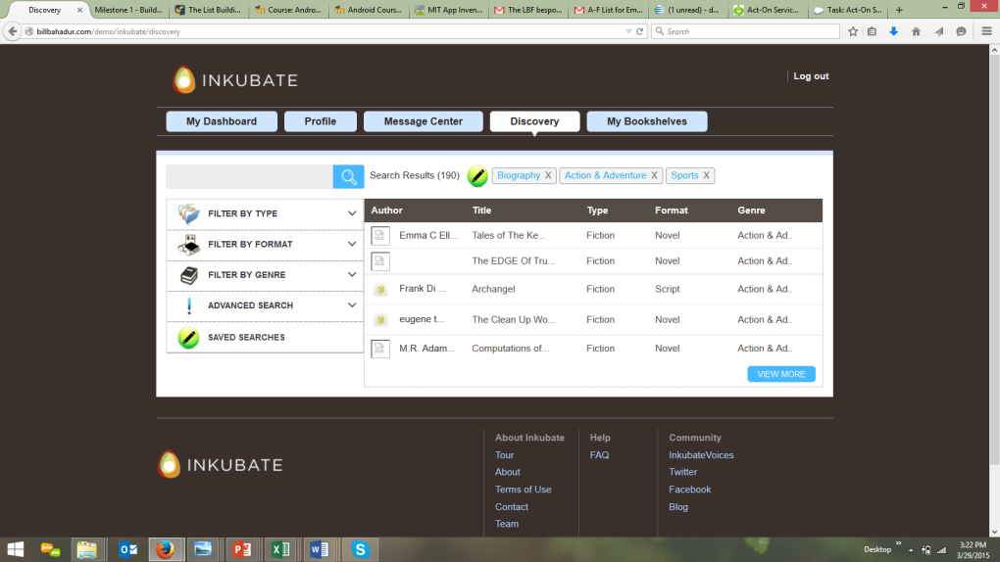 Discovery
Milestone 1 - Build...
The List Buildin...
Course: Andro...
Android Cours...
MIT App Inven...
The LBF bespo...
A-F List for Em...
(1 unread) - d...
Act-On Servic...
Task: Act-On S...
billbahadur.com/demo/inkubate/discovery
Search
INKUBATE
Log out
My Dashboard Profile Message Center Discovery My Bookshelves
Search Results (190) Biography X Action & Adventure X Sports X
FILTER BY TYPE
FILTER BY FORMAT
FILTER BY GENRE
ADVANCED SEARCH
SAVED SEARCHES
Author Title Type Format Genre
Emma C Ell... Tales of The Ke... Fiction Novel Action & Ad..
The EDGE Of Tru... Fiction Novel Action & Ad..
Frank Di ... Archangel Fiction Script Action & Ad..
eugene t... The Clean Up Wo... Fiction Novel Action & Ad..
M.R. Adam... Computations of... Fiction Novel Action & Ad..
VIEW MORE
INKUBATE
About Inkubate
Tour
About
Terms of Use
Contact
Team
Help
FAQ
Community
InkubateVoices
Twitter
Facebook
Blog
Desktop
3:22 PM
3/29/2015